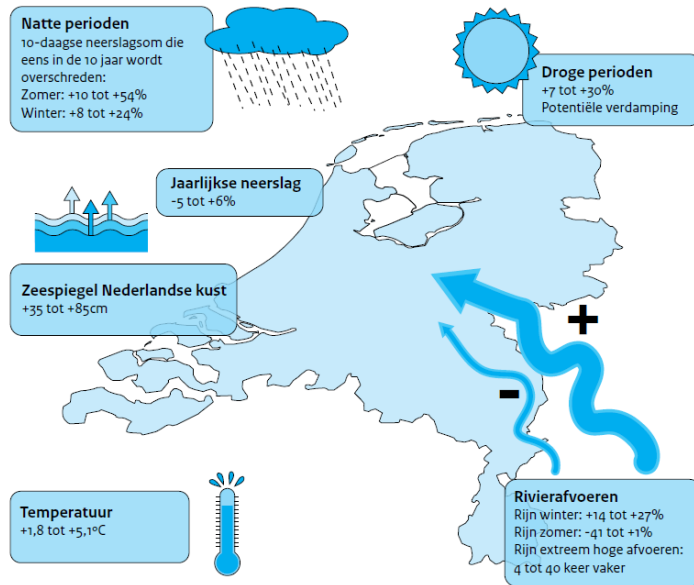 Natte perioden
10-daagse neerslagsom die
eens in de 10 jaar wordt
overschreden:
Zomer: +10 tot +54%
Winter: +8 tot +24%
Droge perioden
+7 tot +30%
Potentiële verdamping
Jaarlijkse neerslag
-5 tot +6%
Zeespiegel Nederlandse kust
+35 tot +85cm
+
-
Temperatuur
+1,8 tot +5,1ºC
Rivierafvoeren
Rijn winter: +14 tot +27%
Rijn zomer: -41 tot +1%
Rijn extreem hoge afvoeren:
4 tot 40 keer vaker